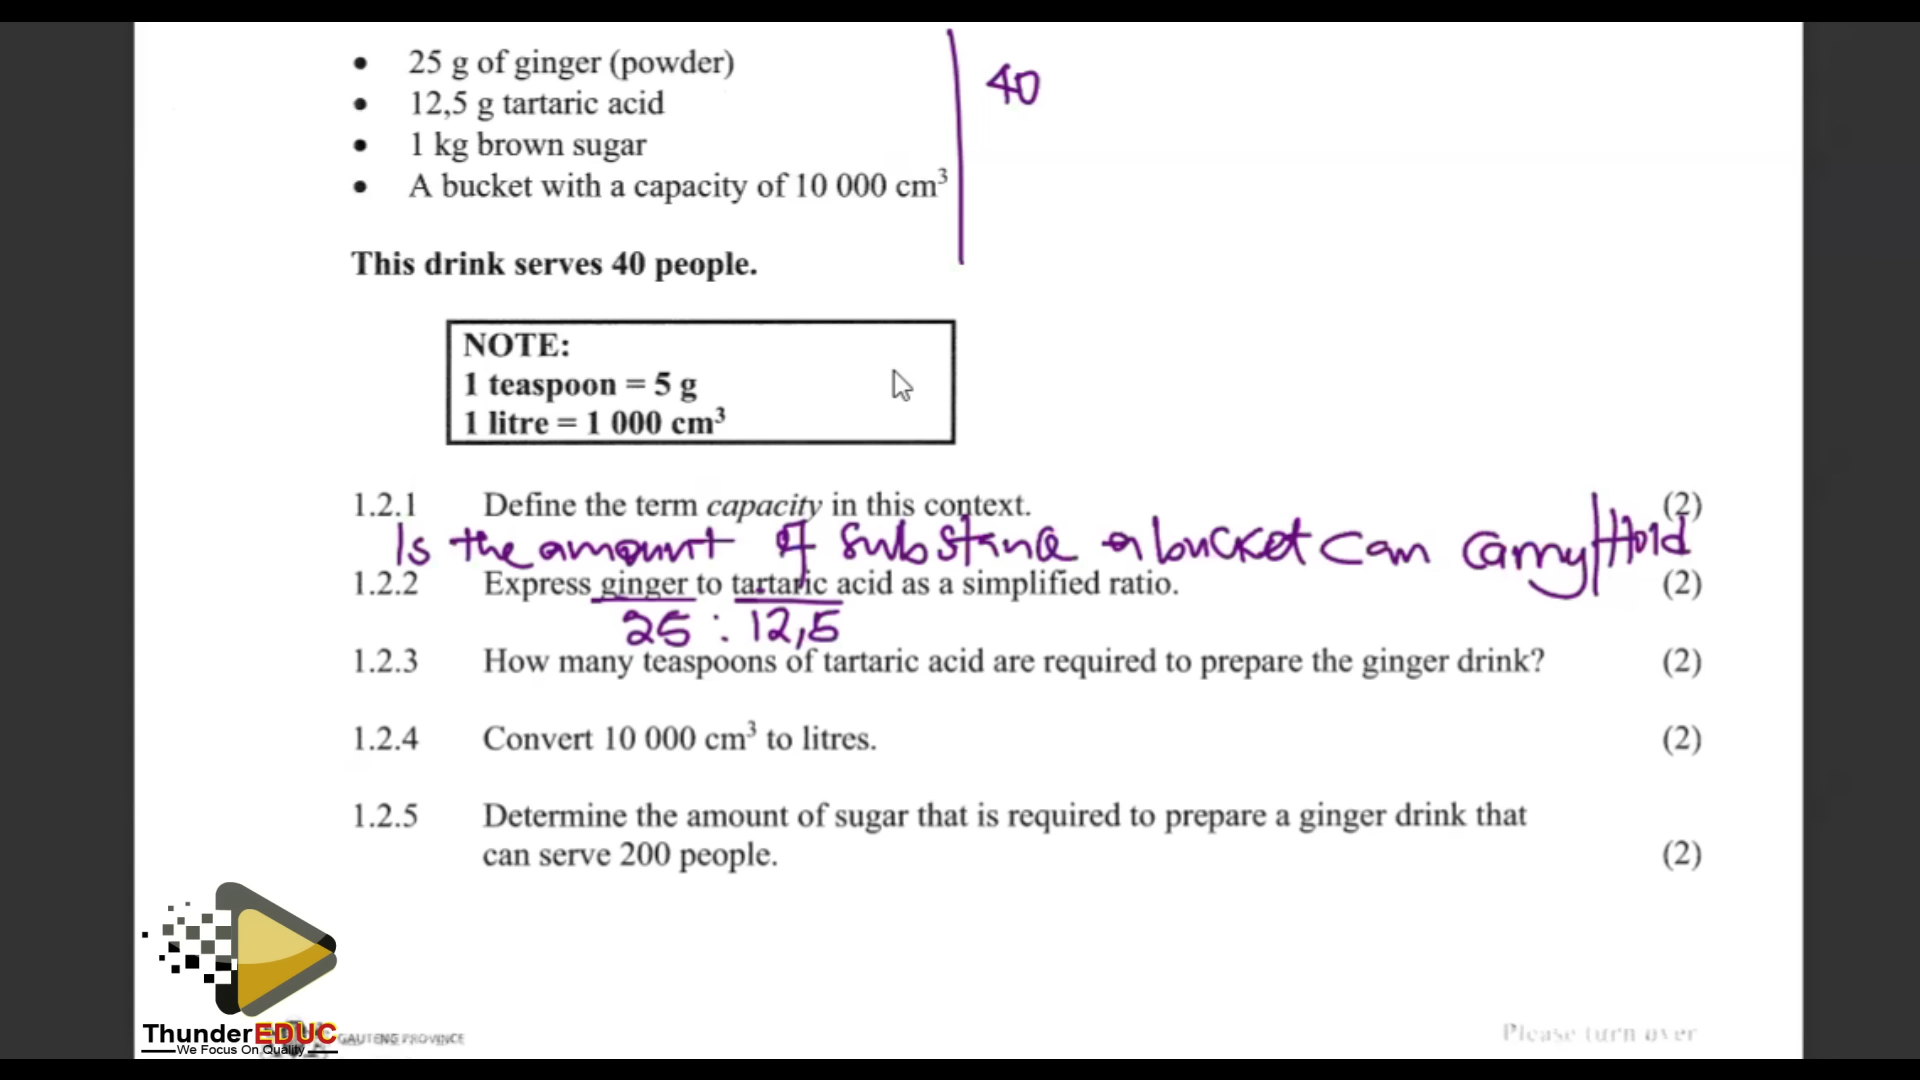 • 25 g of ginger (powder)
40
• 12,5 g tartaric acid
• 1 kg brown sugar
• A bucket with a capacity of 10 000 cm³
This drink serves 40 people.
NOTE:
1 teaspoon = 5 g
1 litre = 1 000 cm³
1.2.1 Define the term capacity in this context. (2)
Is the amount of substance a bucket can carry/Hold
1.2.2 Express ginger to tartaric acid as a simplified ratio. (2)
25 : 12,5
1.2.3 How many teaspoons of tartaric acid are required to prepare the ginger drink? (2)
1.2.4 Convert 10 000 cm³ to litres. (2)
1.2.5 Determine the amount of sugar that is required to prepare a ginger drink that
can serve 200 people. (2)
ThunderEDUC
We Focus On Quality
GAUTENG PROVINCE
Please turn over